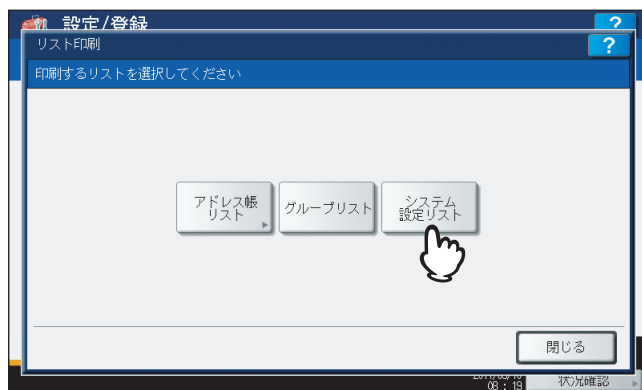 設定/登録
?
リスト印刷
?
印刷するリストを選択してください
アドレス帳
リスト
グループリスト
システム
設定リスト
閉じる
08 : 19
状況確認